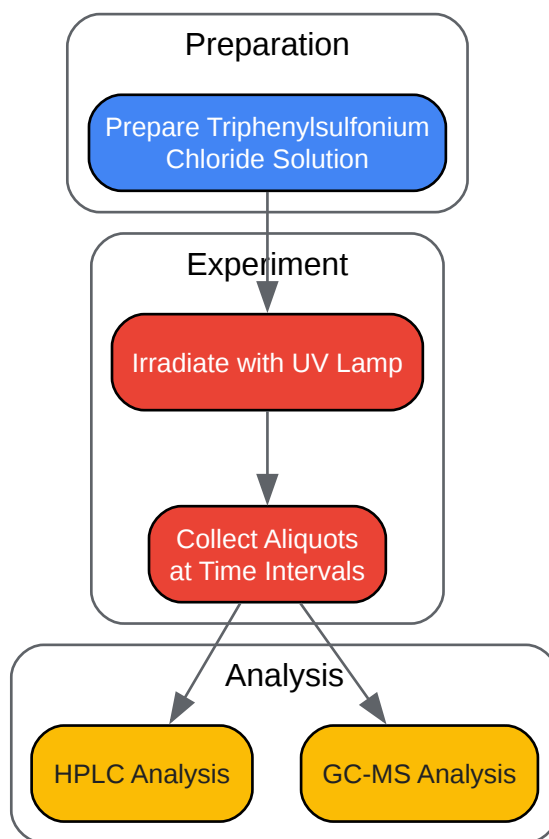 Preparation
Prepare Triphenylsulfonium
Chloride Solution
Experiment
Irradiate with UV Lamp
Collect Aliquots
at Time Intervals
Analysis
HPLC Analysis
GC-MS Analysis